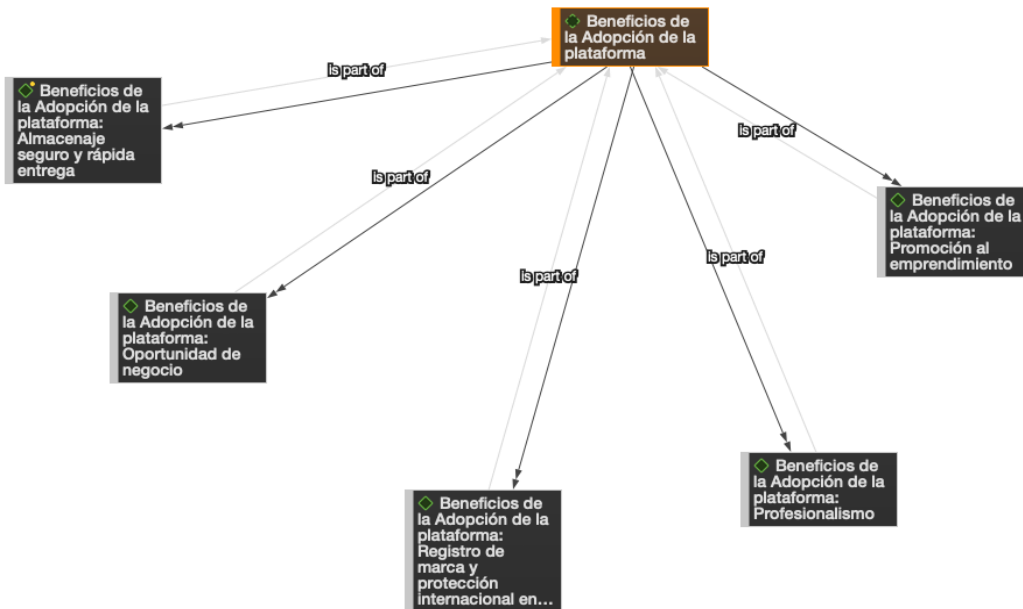 Beneficios de
la Adopción de la
plataforma
is part of
Beneficios de
la Adopción de la
plataforma:
Almacenaje
seguro y rápida
entrega
is part of
is part of
Beneficios de
la Adopción de la
plataforma:
Promoción al
emprendimiento
is part of
is part of
Beneficios de
la Adopción de la
plataforma:
Oportunidad de
negocio
Beneficios de
la Adopción de la
plataforma:
Profesionalismo
Beneficios de
la Adopción de la
plataforma:
Registro de
marca y
protección
internacional en...